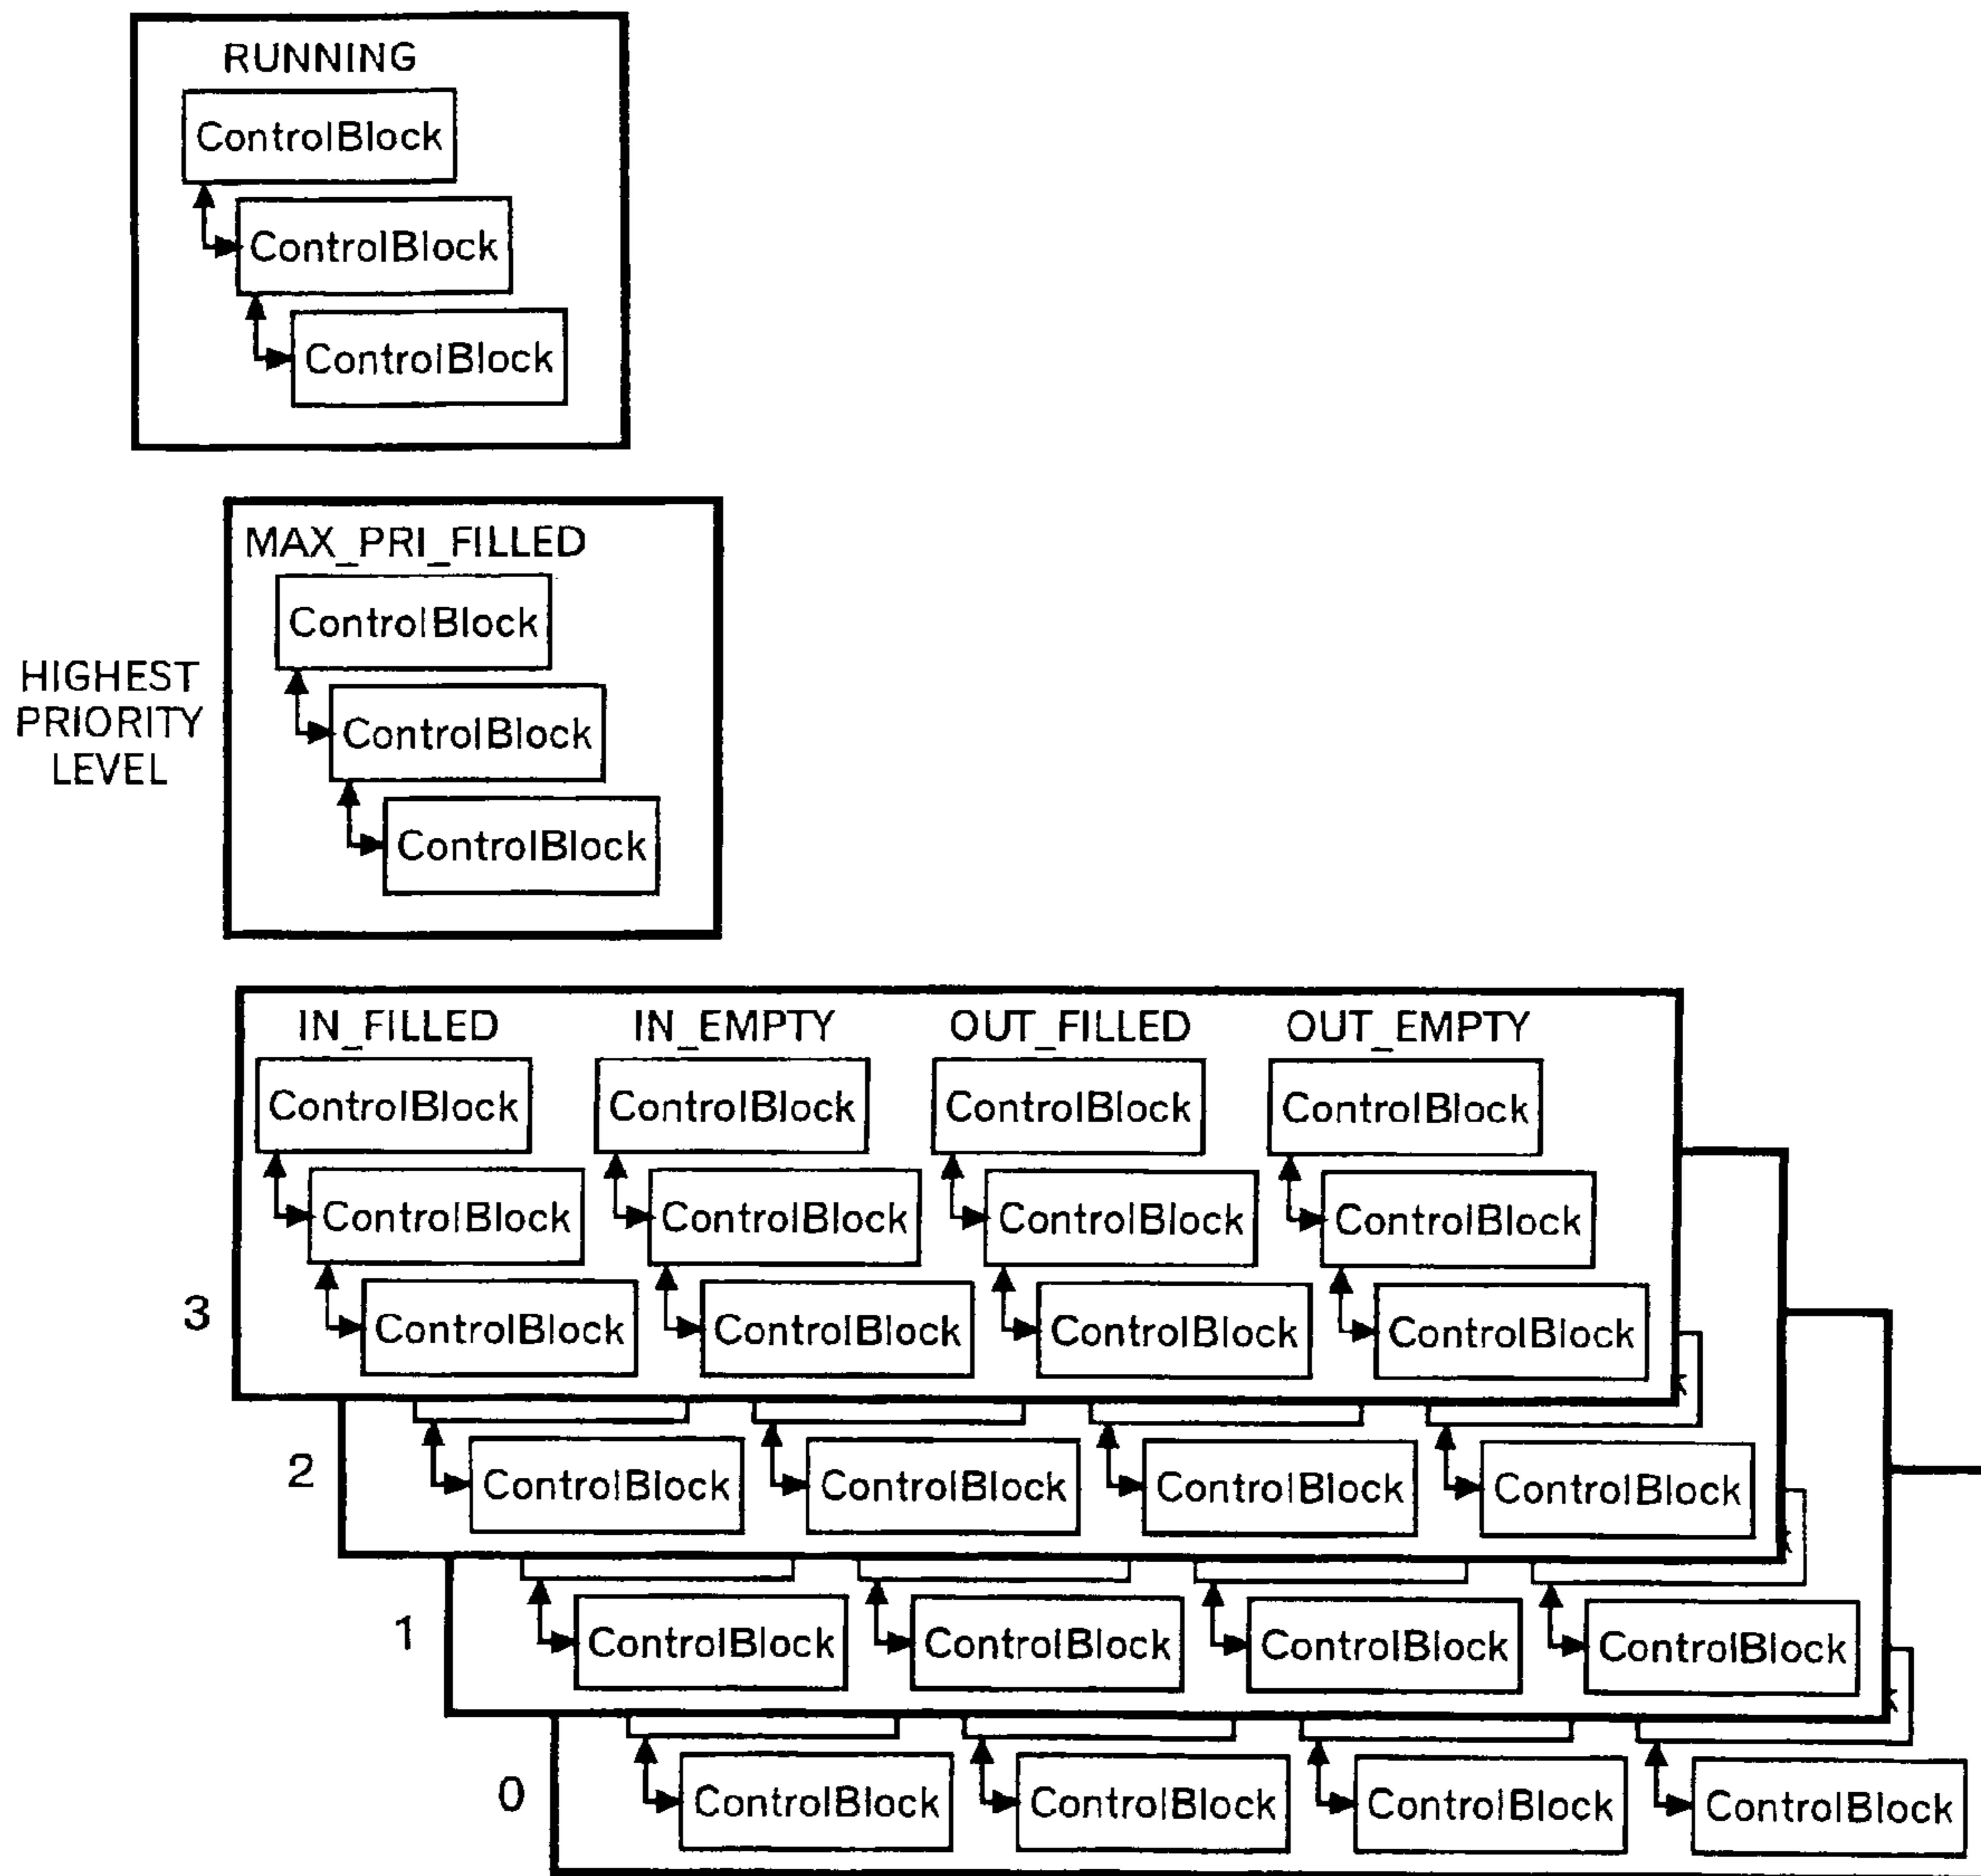 RUNNING
ControlBlock
ControlBlock
ControlBlock
MAX_PRI_FILLED
ControlBlock
HIGHEST
PRIORITY
LEVEL
ControlBlock
ControlBlock
IN_FILLED IN_EMPTY OUT_FILLED OUT_EMPTY
ControlBlock ControlBlock ControlBlock ControlBlock
ControlBlock ControlBlock ControlBlock ControlBlock
3 ControlBlock ControlBlock ControlBlock ControlBlock
2 ControlBlock ControlBlock ControlBlock ControlBlock
1 ControlBlock ControlBlock ControlBlock ControlBlock
0 ControlBlock ControlBlock ControlBlock ControlBlock